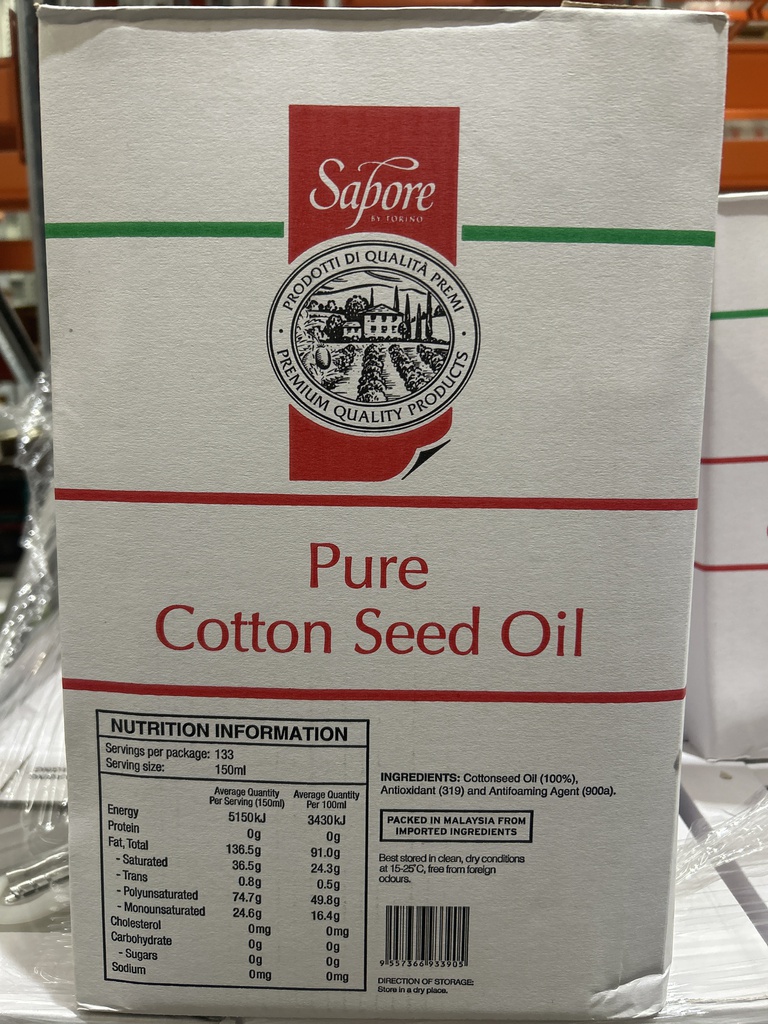 Sapore
BY TORINO
PRODOTTI DI QUALITÀ PREMI
PREMIUM QUALITY PRODUCTS
Pure
Cotton Seed Oil
NUTRITION INFORMATION
Servings per package: 133
Serving size: 150ml
Average Quantity Per Serving (150ml) Average Quantity Per 100ml
Energy 5150kJ 3430kJ
Protein 0g 0g
Fat, Total 136.5g 91.0g
- Saturated 36.5g 24.3g
- Trans 0.8g 0.5g
- Polyunsaturated 74.7g 49.8g
- Monounsaturated 24.6g 16.4g
Cholesterol 0mg 0mg
Carbohydrate 0g 0g
- Sugars 0g 0g
Sodium 0mg 0mg
INGREDIENTS: Cottonseed Oil (100%),
Antioxidant (319) and Antifoaming Agent (900a).
PACKED IN MALAYSIA FROM
IMPORTED INGREDIENTS
Best stored in clean, dry conditions
at 15-25°C, free from foreign
odours.
9 557366 933905
DIRECTION OF STORAGE:
Store in a dry place.